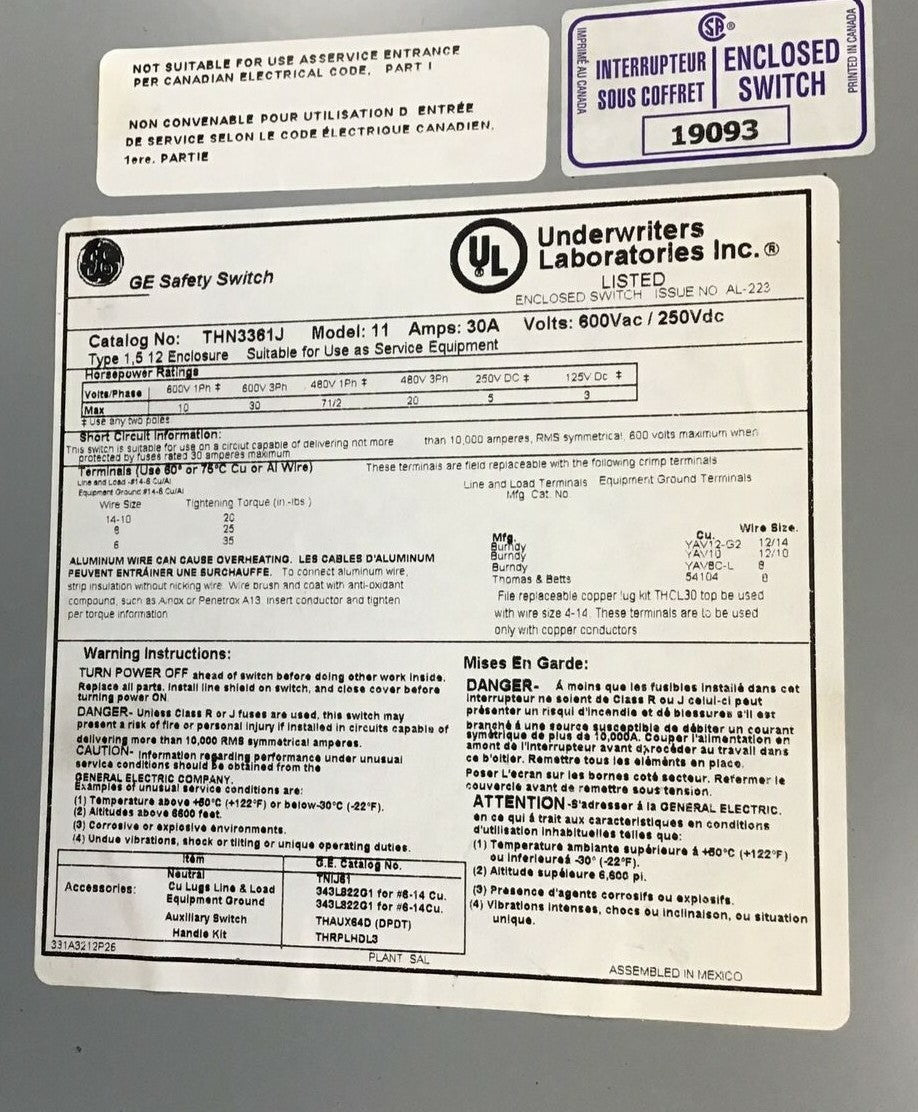 NOT SUITABLE FOR USE ASSERVICE ENTRANCE
PER CANADIAN ELECTRICAL CODE, PART I
NON CONVENABLE POUR UTILISATION D ENTRÉE
DE SERVICE SELON LE CODE ÉLECTRIQUE CANADIEN,
1ere. PARTIE
IMPRIMÉ AU CANADA
SA ®
INTERRUPTEUR
SOUS COFFRET
ENCLOSED
SWITCH
19093
PRINTED IN CANADA
GE Safety Switch
UL
Underwriters
Laboratories Inc. ®
LISTED
ENCLOSED SWITCH ISSUE NO AL-223
Catalog No: THN3361J Model: 11 Amps: 30A Volts: 600Vac / 250Vdc
Type 1,5 12 Enclosure Suitable for Use as Service Equipment
Horsepower Ratings
Volts/Phase 600V 1Ph ‡ 600V 3Ph 480V 1Ph ‡ 480V 3Ph 250V DC ‡ 125V Dc ‡
Max 10 30 71/2 20 5 3
‡ Use any two poles
Short Circuit Information:
This switch is suitable for use on a circiut capable of delivering not more than 10,000 amperes, RMS symmetrical, 600 volts maximum when
protected by fuses rated 30 amperes maximum
Terminals (Use 60° or 75°C Cu or Al Wire) These terminals are field replaceable with the following crimp terminals
Line and Load -#14-6 Cu/Al
Equipment Ground #14-6 Cu/Al
Wire Size Tightening Torque (in-lbs)
14-10 20
8 25
6 35
Line and Load Terminals Equipment Ground Terminals
Mfg. Cat. No.
Mfg. Cu. Wire Size.
Burndy YAV12-G2 12/14
Burndy YAV10 12/10
Burndy YAV8C-L 8
Thomas & Betts 54104
ALUMINUM WIRE CAN CAUSE OVERHEATING. LES CABLES D'ALUMINUM
PEUVENT ENTRÁINER UNE SURCHAUFFE. To connect aluminum wire,
strip insulation without nicking wire. Wire brush and coat with anti-oxidant
compound, such as Alnox or Penetrox A13. insert conductor and tighten
per torque information
File replaceable copper lug kit THCL30 top be used
with wire size 4-14. These terminals are to be used
only with copper conductors
Warning Instructions:
TURN POWER OFF ahead of switch before doing other work inside.
Replace all parts, install line shield on switch, and close cover before
turning power ON
DANGER- Unless Class R or J fuses are used, this switch may
present a risk of fire or personal injury if installed in circuits capable of
delivering more than 10,000 RMS symmetrical amperes.
CAUTION- Information regarding performance under unusual
service conditions should be obtained from the
GENERAL ELECTRIC COMPANY.
Examples of unusual service conditions are:
(1) Temperature above +50°C (+122°F) or below-30°C (-22°F).
(2) Altitudes above 6600 feet.
(3) Corrosive or explosive environments.
(4) Undue vibrations, shock or tilting or unique operating duties.
Item G.E. Catalog No.
Accessories:
Neutral TNIJ61
Cu Lugs Line & Load 343L822G1 for #6-14 Cu.
Equipment Ground 343L822G1 for #6-14Cu.
Auxiliary Switch THAUX64D (DPDT)
Handle Kit THRPLHDL3
331A3212P26
PLANT SAL
Mises En Garde:
DANGER- Á moins que les fusibles installé dans cet
interrupteur ne soient de Class R ou J celui-ci peut
présenter un risqui d'incendie et dé blessures s'il est
branché á une source susceptible de débiter un courant
symétrique de plus de 10,000A. Couper l'alimentation en
amont de l'interrupteur avant dxrocéder au travall dans
ce b'oitier. Remettre tous les aléménts en place.
Poser L'ecran sur les bornes coté secteur. Refermer le
couverclé avant de remettre sous tension.
ATTENTION -S'adresser á la GENERAL ELECTRIC.
en ce qui á trait aux caracteristiques en conditions
d'utilisation inhabituelles telles que:
(1) Temperature ambiante supérieure á +50°C (+122°F)
ou inferieureá -30° (-22°F).
(2) Altitude supéleure 6,600 pi.
(3) Presence d'agents corrosifs ou explosifs.
(4) Vibrations intenses, chocs ou inclinaison, ou situation
unique.
ASSEMBLED IN MEXICO